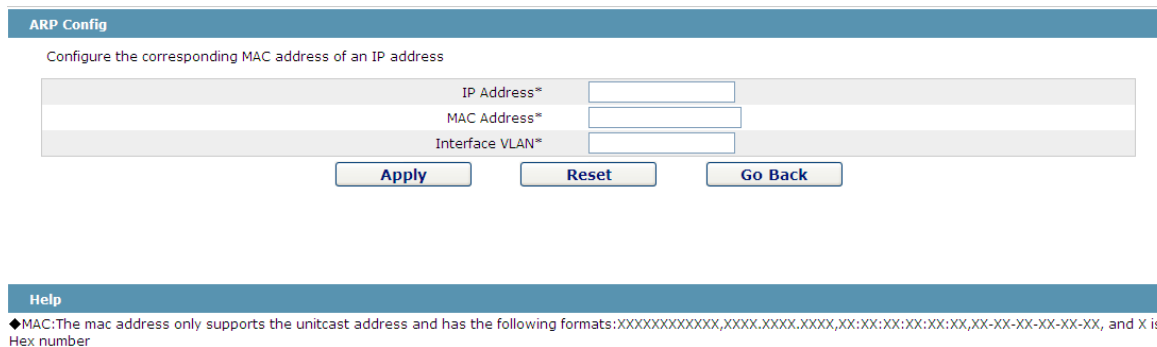 ARP Config
Configure the corresponding MAC address of an IP address
IP Address*
MAC Address*
Interface VLAN*
Apply Reset Go Back
Help
◆MAC:The mac address only supports the unitcast address and has the following formats:XXXXXXXXXXXX,XXXX.XXXX.XXXX,XX:XX:XX:XX:XX:XX,XX-XX-XX-XX-XX-XX, and X is
Hex number